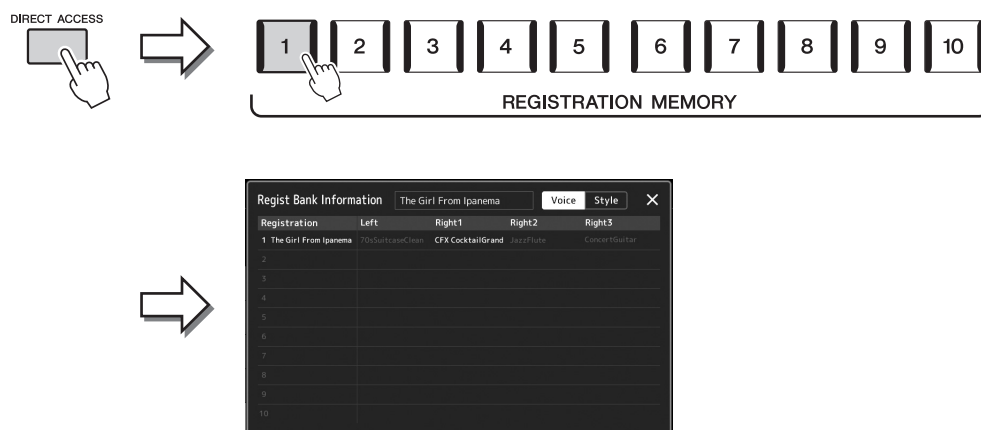 DIRECT ACCESS
1 2 3 4 5 6 7 8 9 10
REGISTRATION MEMORY
Regist Bank Information The Girl From Ipanema Voice Style ×
Registration Left Right1 Right2 Right3
1 The Girl From Ipanema 70sSuitcaseClean CFX CocktailGrand JazzFlute ConcertGuitar
2
3
4
5
6
7
8
9
10